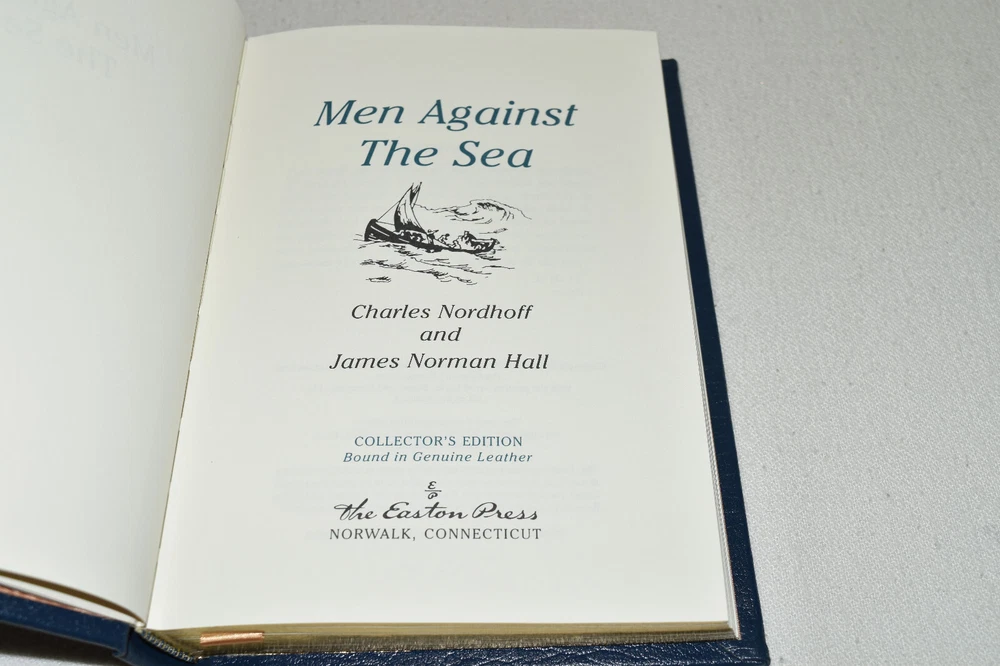 Men Against
The Sea
Charles Nordhoff
and
James Norman Hall
COLLECTOR'S EDITION
Bound in Genuine Leather
E/P
the Easton Press
NORWALK, CONNECTICUT